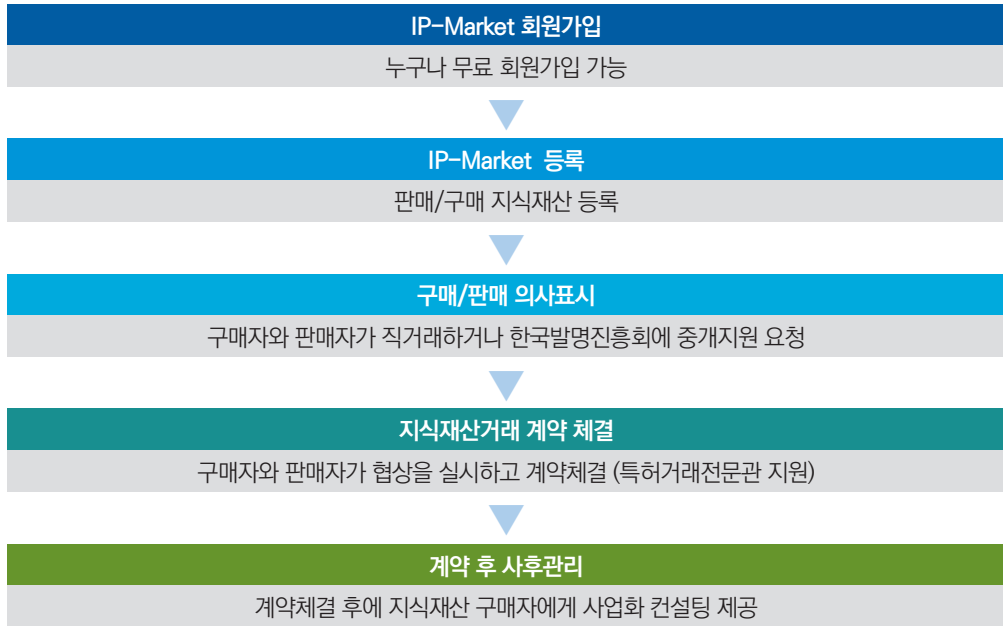 IP-Market 회원가입
누구나 무료 회원가입 가능
IP-Market 등록
판매/구매 지식재산 등록
구매/판매 의사표시
구매자와 판매자가 직거래하거나 한국발명진흥회에 중개지원 요청
지식재산거래 계약 체결
구매자와 판매자가 협상을 실시하고 계약체결 (특허거래전문관 지원)
계약 후 사후관리
계약체결 후에 지식재산 구매자에게 사업화 컨설팅 제공